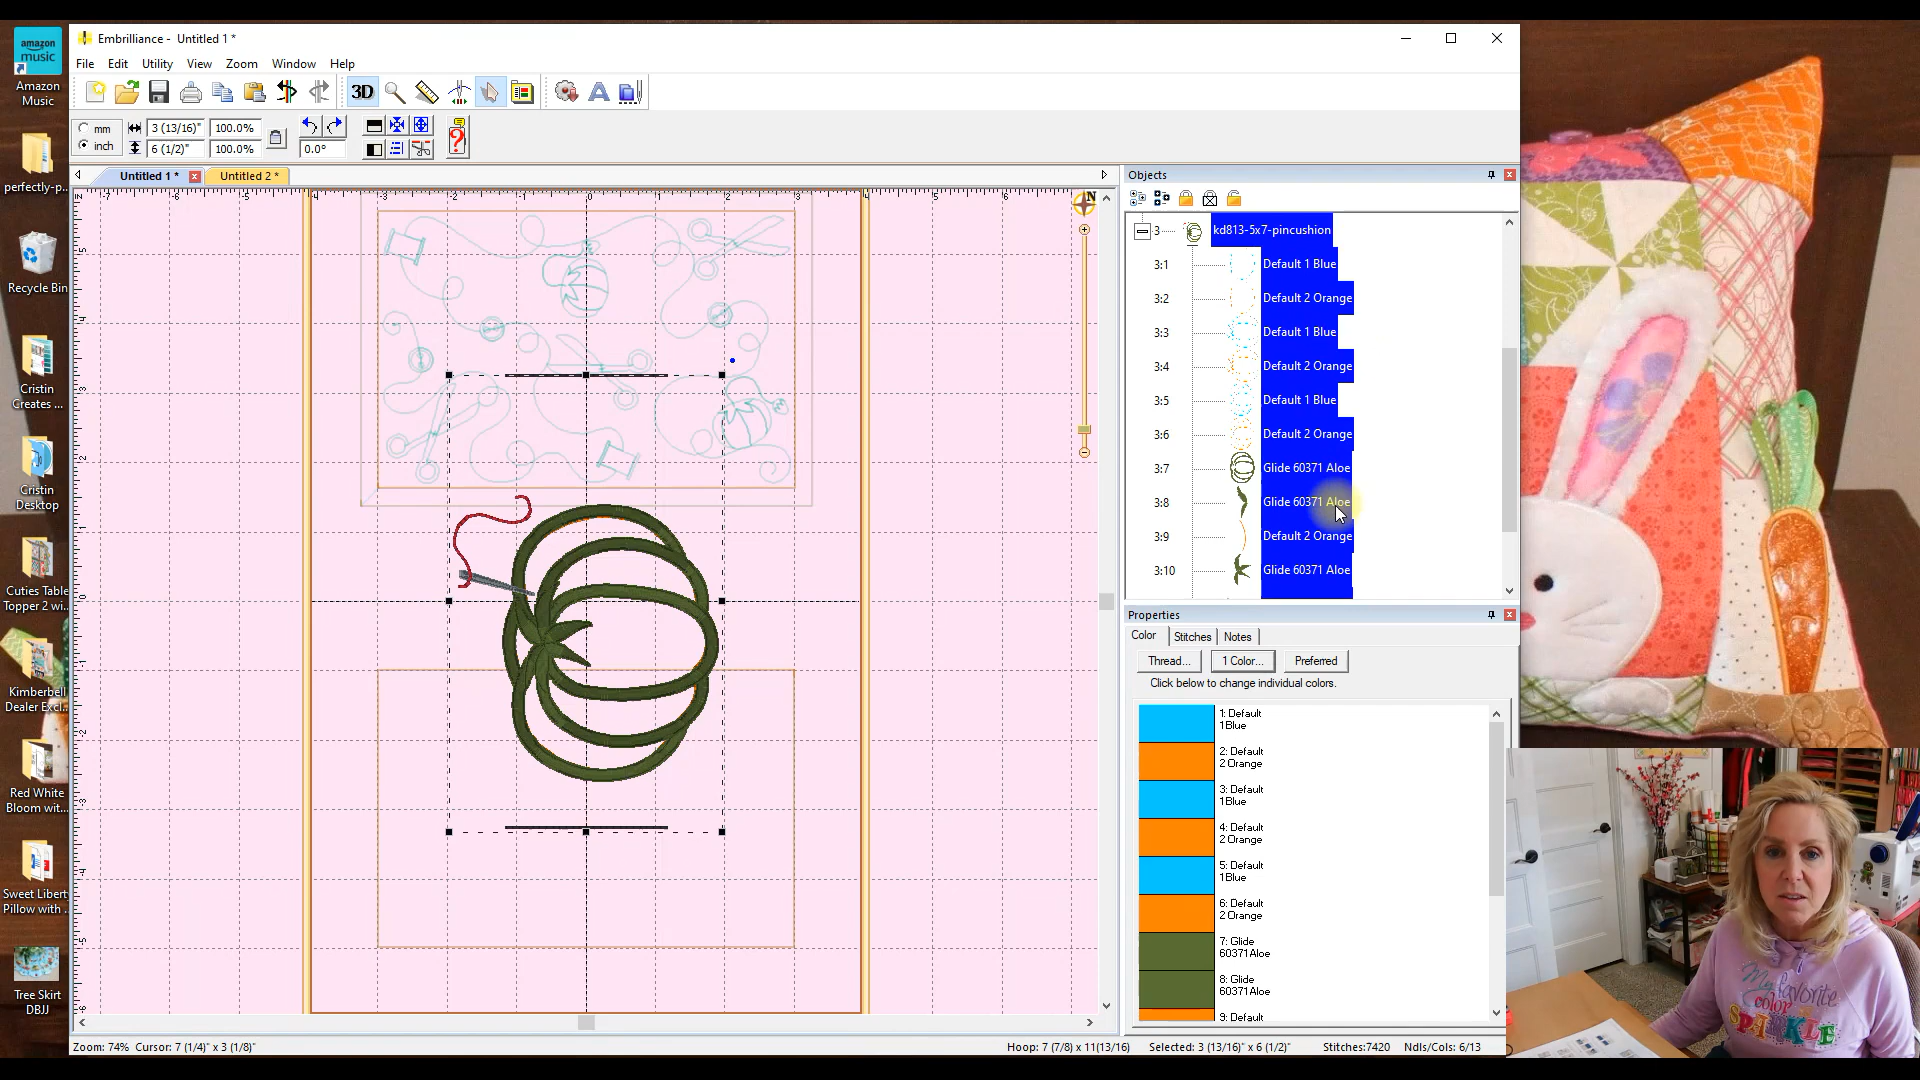 amazon
music
Amazon
Music
perfectly-p...
Recycle Bin
Cristin
Creates ...
Cristin
Desktop
Cuties Table
Topper 2 wi...
Kimberbell
Dealer Excl...
Red White
Bloom wit...
Sweet Liberty
Pillow with ...
Tree Skirt
DBJJ
Embrilliance - Untitled 1 *
File Edit Utility View Zoom Window Help
3D
mm
inch
3 (13/16)" 100.0%
6 (1/2)" 100.0%
0.0°
Untitled 1 * Untitled 2 *
N
Objects
3 kd813-5x7-pincushion
3:1 Default 1 Blue
3:2 Default 2 Orange
3:3 Default 1 Blue
3:4 Default 2 Orange
3:5 Default 1 Blue
3:6 Default 2 Orange
3:7 Glide 60371 Aloe
3:8 Glide 60371 Aloe
3:9 Default 2 Orange
3:10 Glide 60371 Aloe
Properties
Color Stitches Notes
Thread... 1 Color... Preferred
Click below to change individual colors.
1: Default
1Blue
2: Default
2 Orange
3: Default
1Blue
4: Default
2 Orange
5: Default
1Blue
6: Default
2 Orange
7: Glide
60371Aloe
8: Glide
60371Aloe
9: Default
Zoom: 74% Cursor: 7 (1/4)" x 3 (1/8)" Hoop: 7 (7/8) x 11(13/16) Selected: 3 (13/16)" x 6 (1/2)" Stitches:7420 Ndls/Cols: 6/13
My favorite
color
SPARKLE